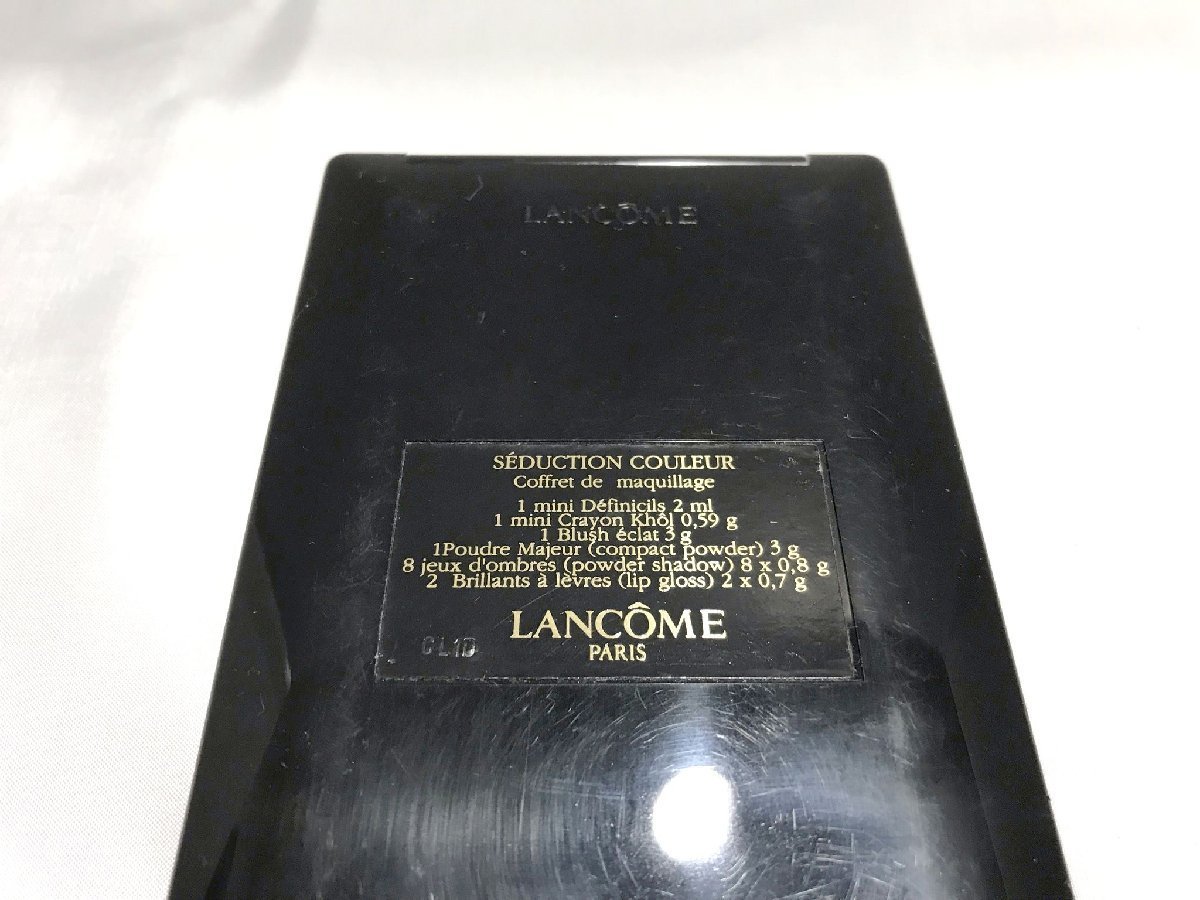 LANCÔME
SÉDUCTION COULEUR
Coffret de maquillage
1 mini Définicils 2 ml
1 mini Crayon Khôl 0,59 g
1 Blush éclat 3 g
1Poudre Majeur (compact powder) 3 g
8 jeux d'ombres (powder shadow) 8 x 0,8 g
2 Brillants à lèvres (lip gloss) 2 x 0,7 g
LANCÔME
PARIS